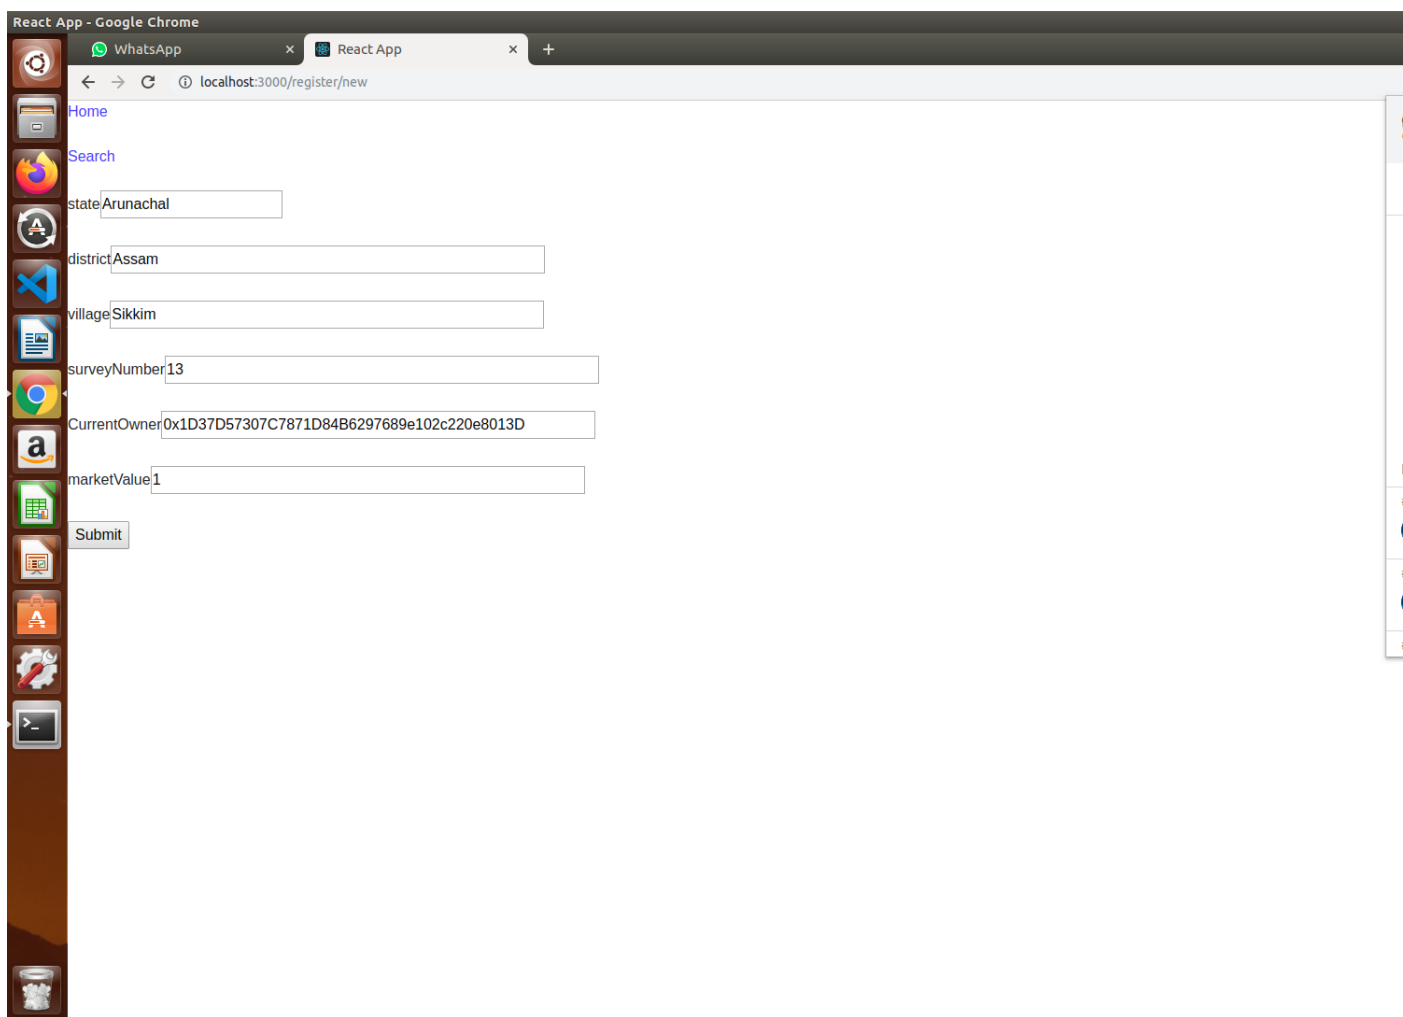 React App - Google Chrome
WhatsApp × React App × +
localhost:3000/register/new
Home
Search
state Arunachal
district Assam
village Sikkim
surveyNumber 13
CurrentOwner 0x1D37D57307C7871D84B6297689e102c220e8013D
marketValue 1
Submit